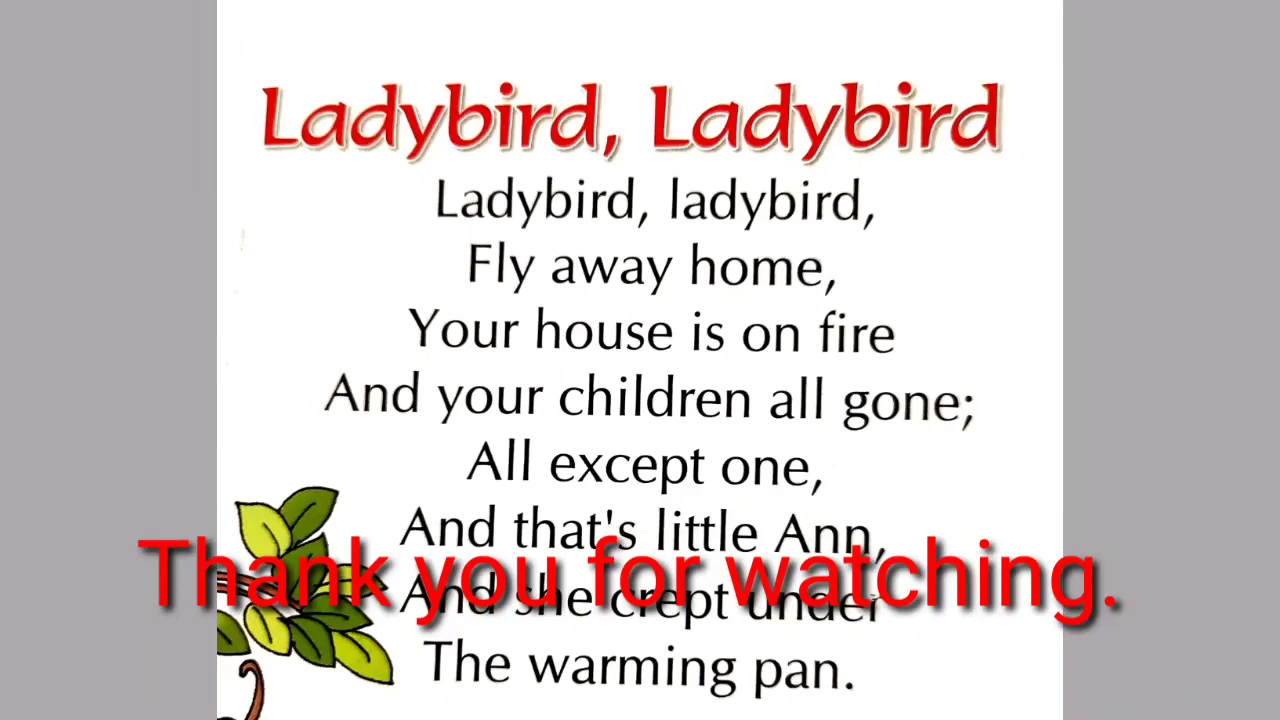 Ladybird, Ladybird
Ladybird, ladybird,
Fly away home,
Your house is on fire
And your children all gone;
All except one,
And that's little Ann,
And she crept under
The warming pan.
Thank you for watching.